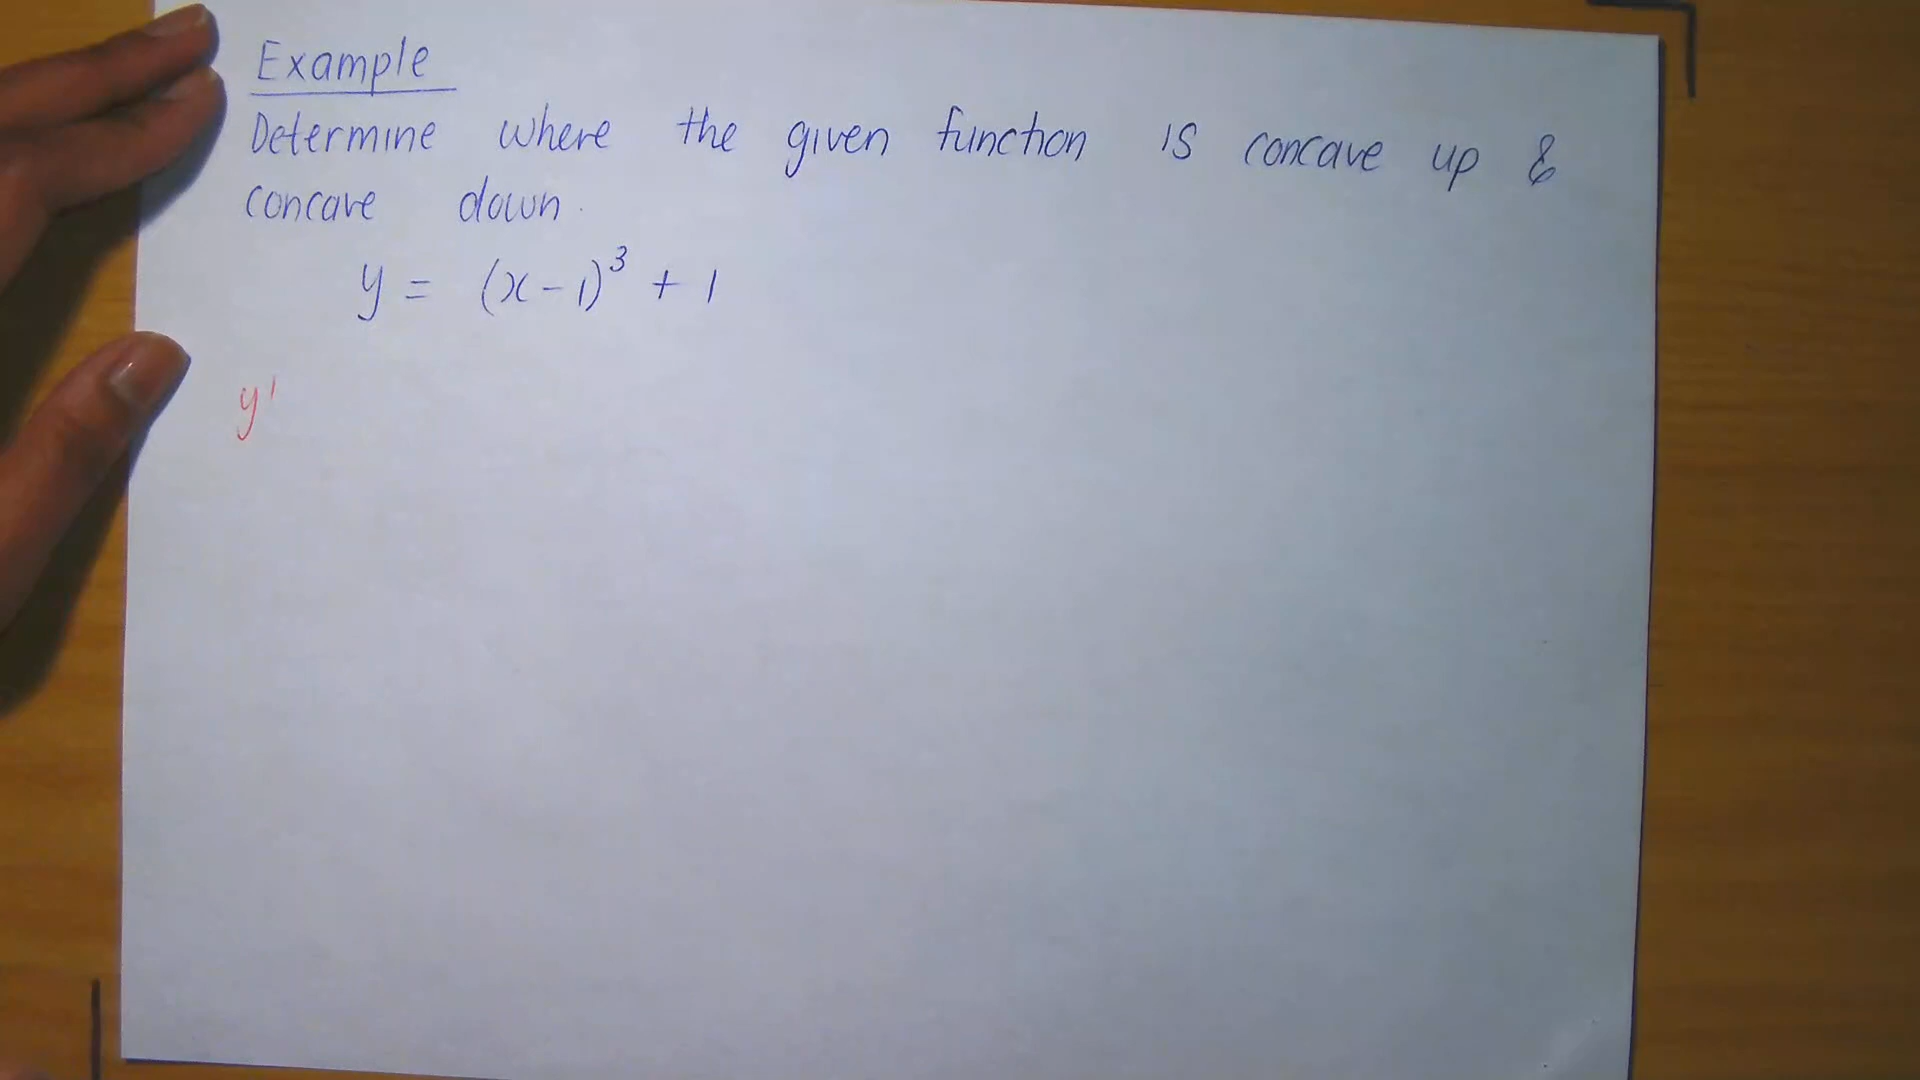 Example
Determine where the given function is concave up &
concave down.
y = (x-1)³ + 1
y'